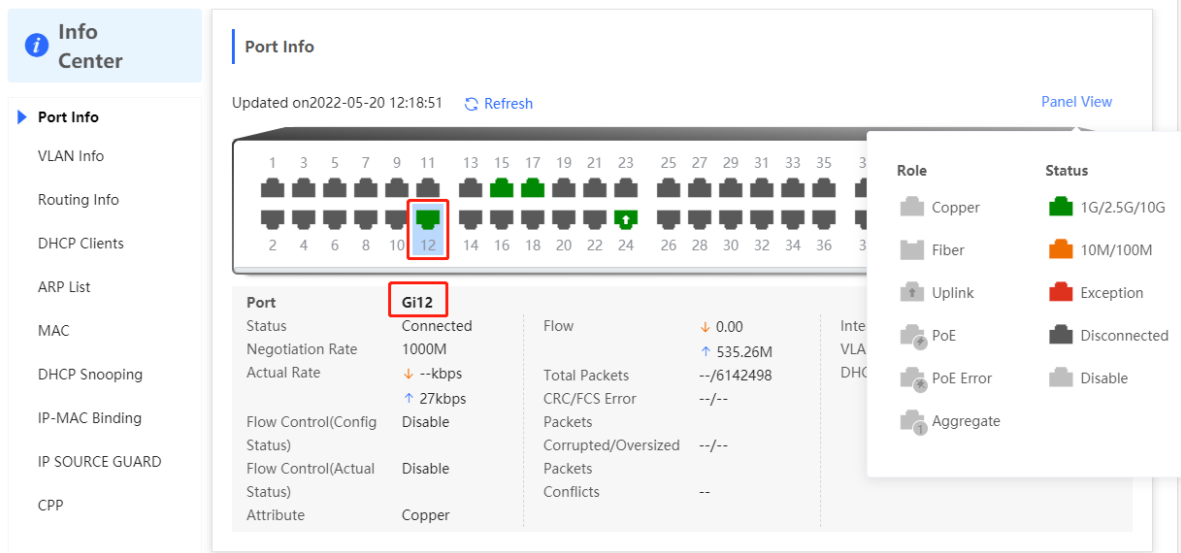 Info
Center
Port Info
VLAN Info
Routing Info
DHCP Clients
ARP List
MAC
DHCP Snooping
IP-MAC Binding
IP SOURCE GUARD
CPP
Port Info
Updated on2022-05-20 12:18:51 Refresh Panel View
1 3 5 7 9 11 13 15 17 19 21 23 25 27 29 31 33 35 3
2 4 6 8 10 12 14 16 18 20 22 24 26 28 30 32 34 36 3
Port Gi12
Status Connected
Negotiation Rate 1000M
Actual Rate ↓ --kbps
↑ 27kbps
Flow Control(Config Disable
Status)
Flow Control(Actual Disable
Status)
Attribute Copper
Flow ↓ 0.00
↑ 535.26M
Total Packets --/6142498
CRC/FCS Error --/--
Packets
Corrupted/Oversized --/--
Packets
Conflicts --
Inte
VLA
DHC
Role Status
Copper 1G/2.5G/10G
Fiber 10M/100M
Uplink Exception
PoE Disconnected
PoE Error Disable
1 Aggregate